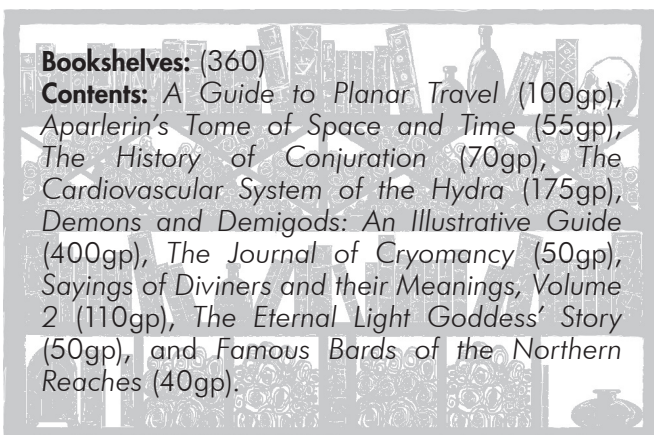 Bookshelves: (360)
Contents: A Guide to Planar Travel (100gp),
Aparlerin's Tome of Space and Time (55gp),
The History of Conjuration (70gp), The
Cardiovascular System of the Hydra (175gp),
Demons and Demigods: An Illustrative Guide
(400gp), The Journal of Cryomancy (50gp),
Sayings of Diviners and their Meanings, Volume
2 (110gp), The Eternal Light Goddess' Story
(50gp), and Famous Bards of the Northern
Reaches (40gp).